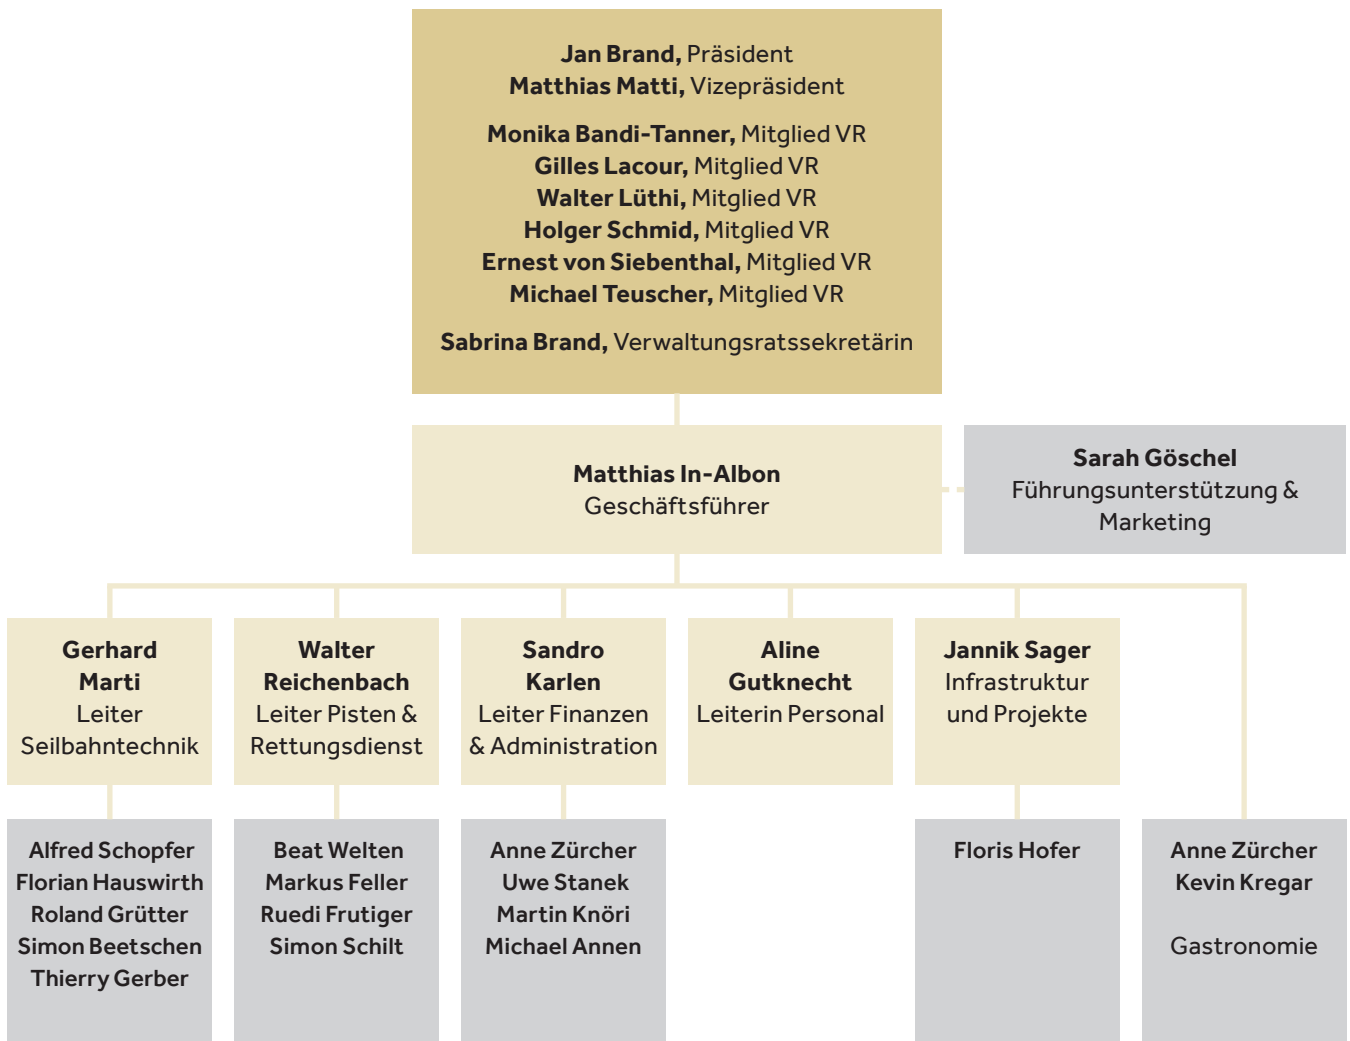 Jan Brand, Präsident
Matthias Matti, Vizepräsident
Monika Bandi-Tanner, Mitglied VR
Gilles Lacour, Mitglied VR
Walter Lüthi, Mitglied VR
Holger Schmid, Mitglied VR
Ernest von Siebenthal, Mitglied VR
Michael Teuscher, Mitglied VR
Sabrina Brand, Verwaltungsratssekretärin
Matthias In-Albon
Geschäftsführer
Sarah Göschel
Führungsunterstützung &
Marketing
Gerhard
Marti
Leiter
Seilbahntechnik
Walter
Reichenbach
Leiter Pisten &
Rettungsdienst
Sandro
Karlen
Leiter Finanzen
& Administration
Aline
Gutknecht
Leiterin Personal
Jannik Sager
Infrastruktur
und Projekte
Alfred Schopfer
Florian Hauswirth
Roland Grütter
Simon Beetschen
Thierry Gerber
Beat Welten
Markus Feller
Ruedi Frutiger
Simon Schilt
Anne Zürcher
Uwe Stanek
Martin Knöri
Michael Annen
Floris Hofer
Anne Zürcher
Kevin Kregar
Gastronomie